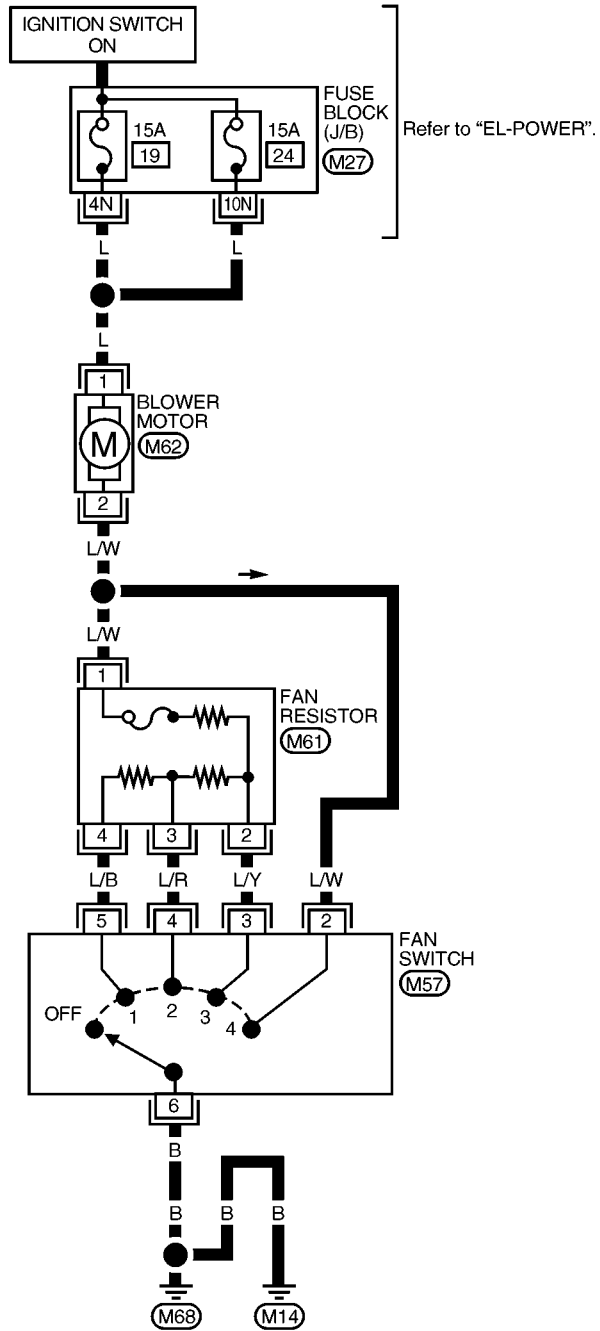 IGNITION SWITCH
ON
FUSE
BLOCK
(J/B)
M27
Refer to “EL-POWER”.
15A
19
15A
24
4N
10N
L
L
L
1
BLOWER
MOTOR
M62
M
2
L/W
L/W
1
FAN
RESISTOR
M61
4
3
2
L/B
L/R
L/Y
L/W
5
4
3
2
FAN
SWITCH
M57
OFF
1
2
3
4
6
B
B
B
B
M68
M14